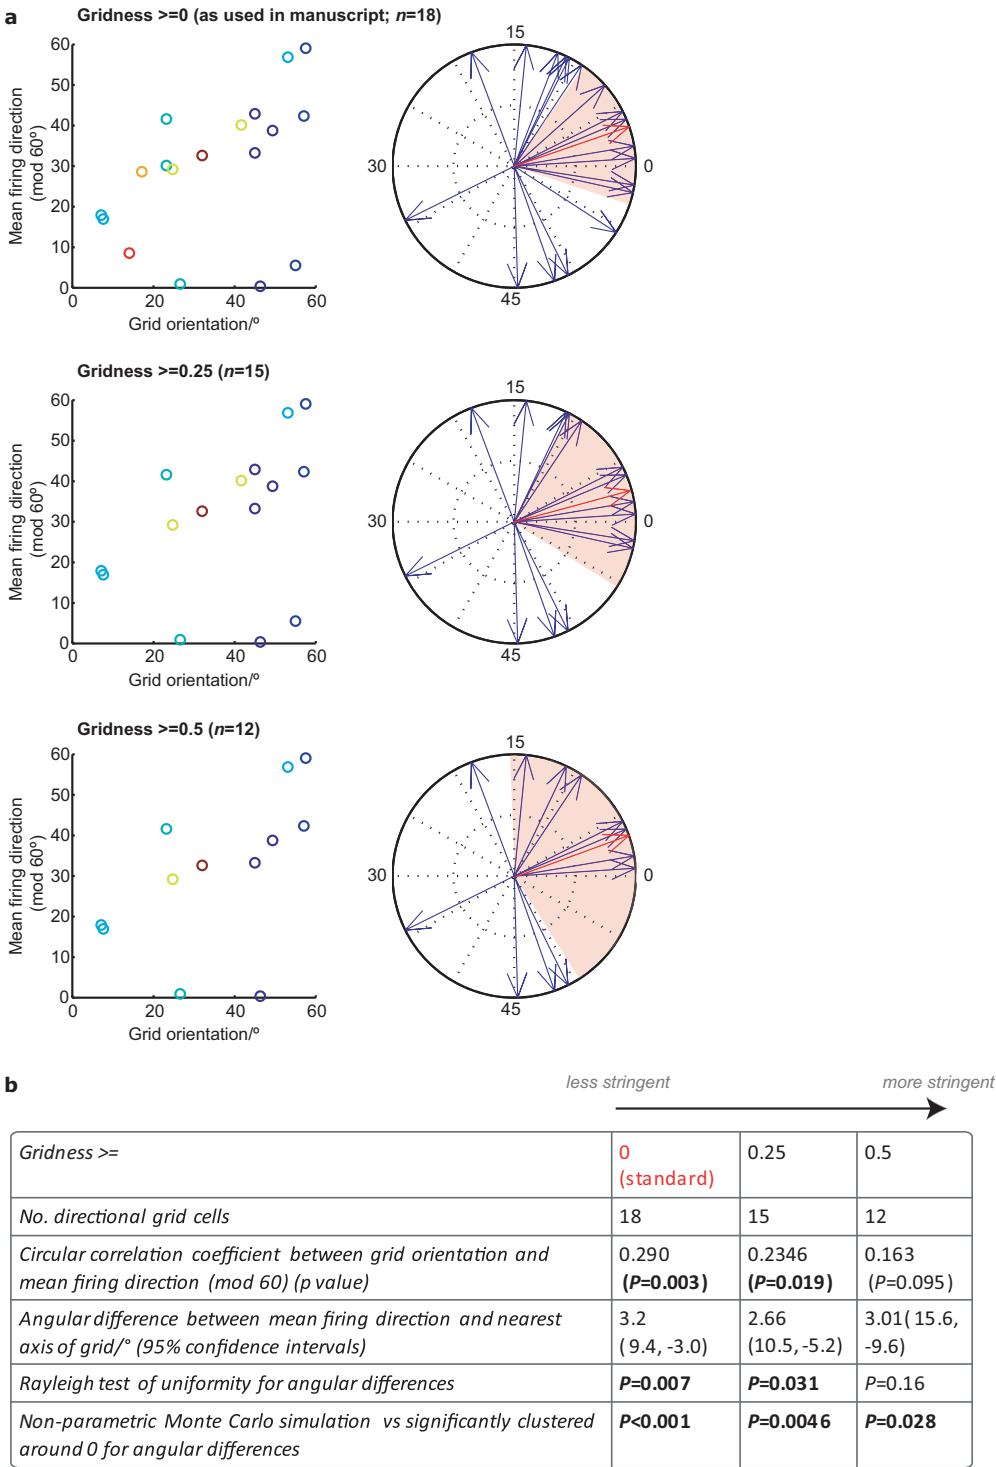 a
Gridness >=0 (as used in manuscript; n=18)
60
50
40
30
20
10
0
0
20
40
60
Mean firing direction
(mod 60º)
Grid orientation/º
15
30
0
45
Gridness >=0.25 (n=15)
60
50
40
30
20
10
0
0
20
40
60
Mean firing direction
(mod 60º)
Grid orientation/º
15
30
0
45
Gridness >=0.5 (n=12)
60
50
40
30
20
10
0
0
20
40
60
Mean firing direction
(mod 60º)
Grid orientation/º
15
30
0
45
b
less stringent
more stringent
Gridness >=
0
(standard)
0.25
0.5
No. directional grid cells
18
15
12
Circular correlation coefficient between grid orientation and
mean firing direction (mod 60) (p value)
0.290
(P=0.003)
0.2346
(P=0.019)
0.163
(P=0.095)
Angular difference between mean firing direction and nearest
axis of grid/° (95% confidence intervals)
3.2
( 9.4, -3.0)
2.66
(10.5, -5.2)
3.01( 15.6,
-9.6)
Rayleigh test of uniformity for angular differences
P=0.007
P=0.031
P=0.16
Non-parametric Monte Carlo simulation vs significantly clustered
around 0 for angular differences
P<0.001
P=0.0046
P=0.028